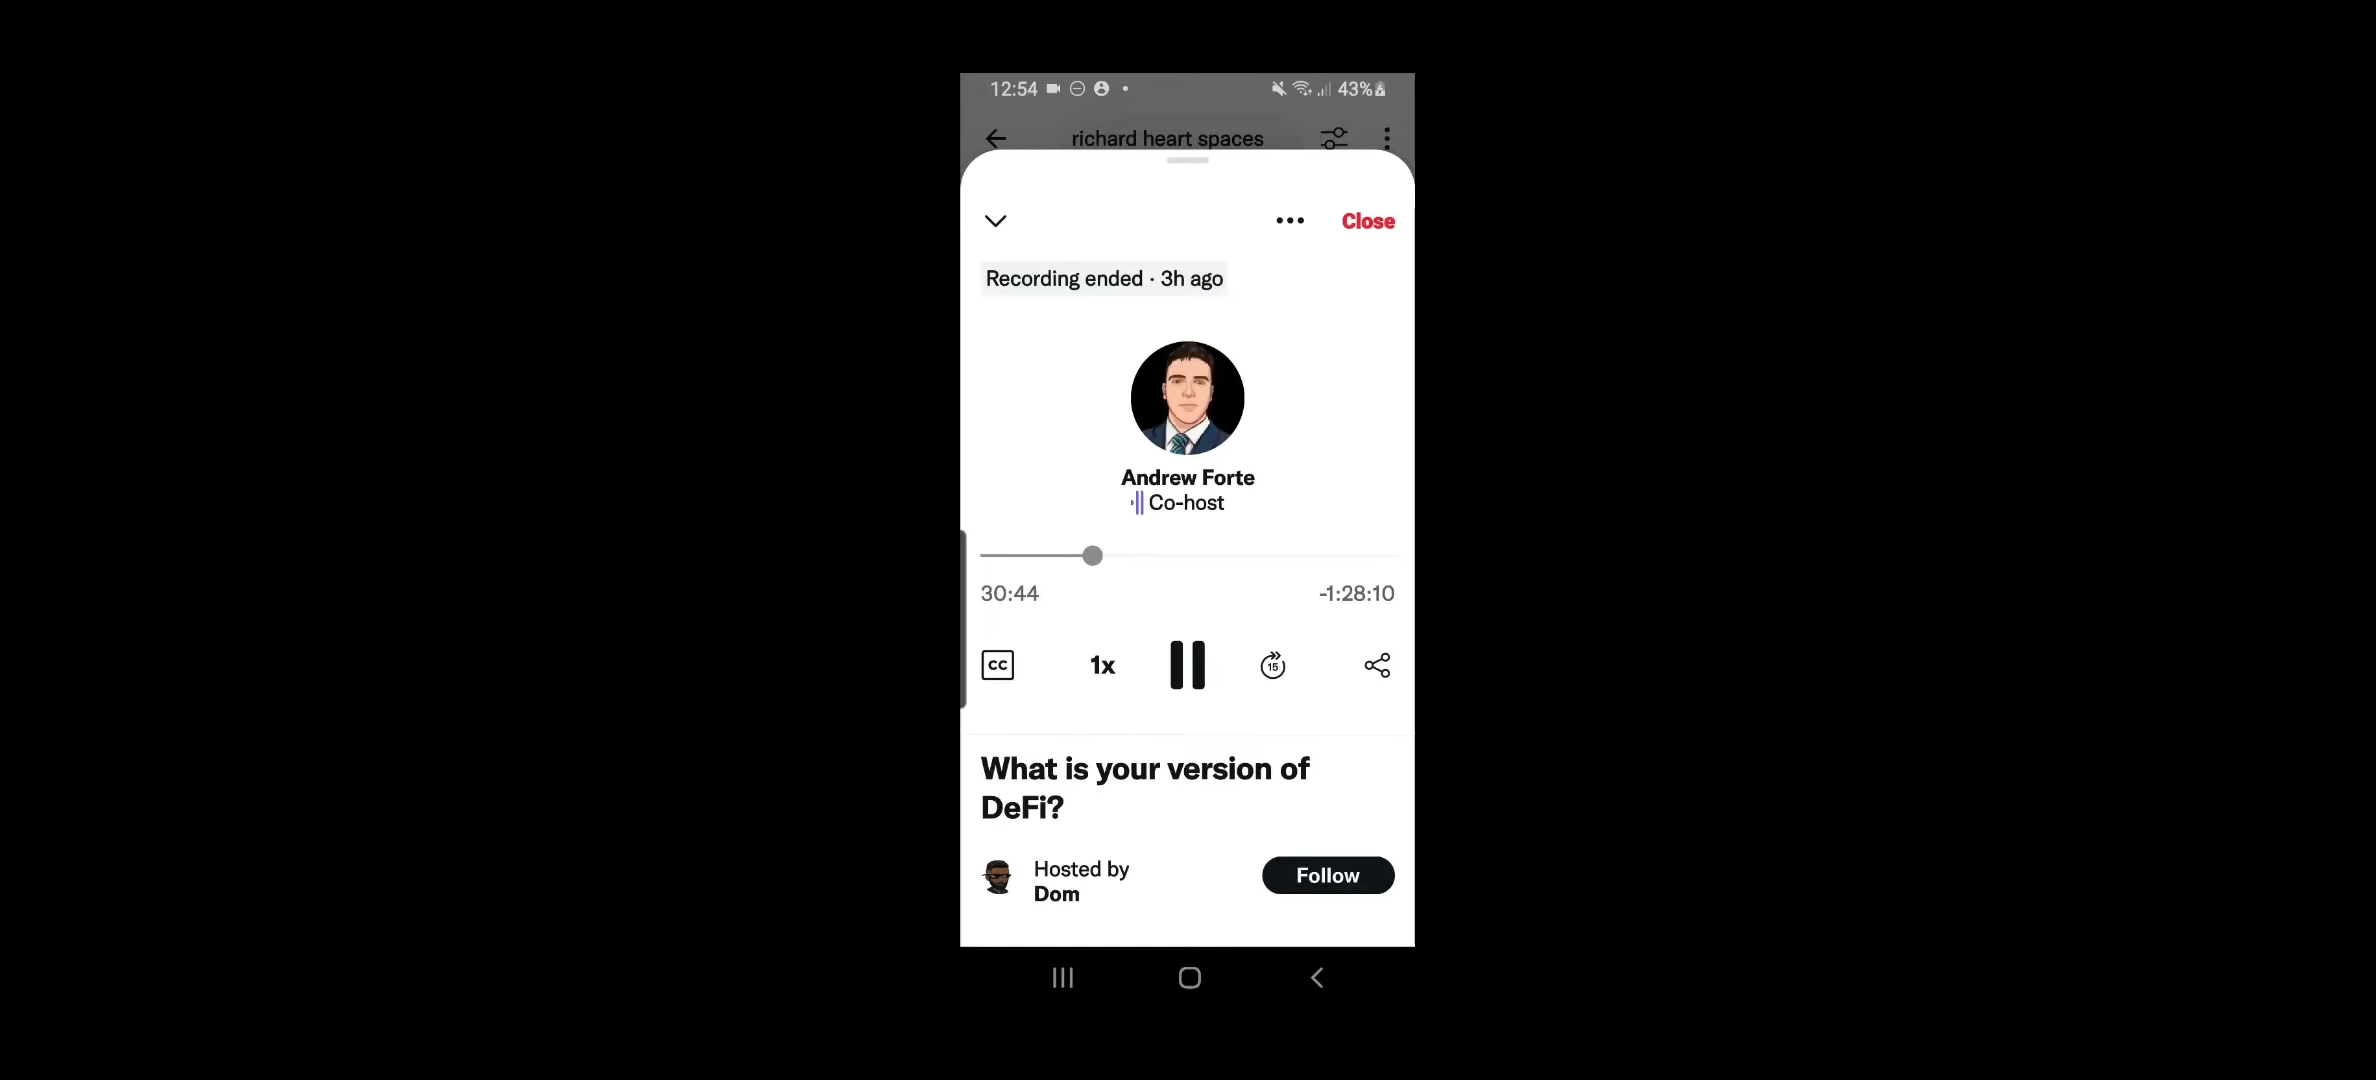 12:54
43%
richard heart spaces
Close
Recording ended · 3h ago
Andrew Forte
Co-host
30:44
-1:28:10
CC
1x
15
What is your version of
DeFi?
Hosted by
Dom
Follow